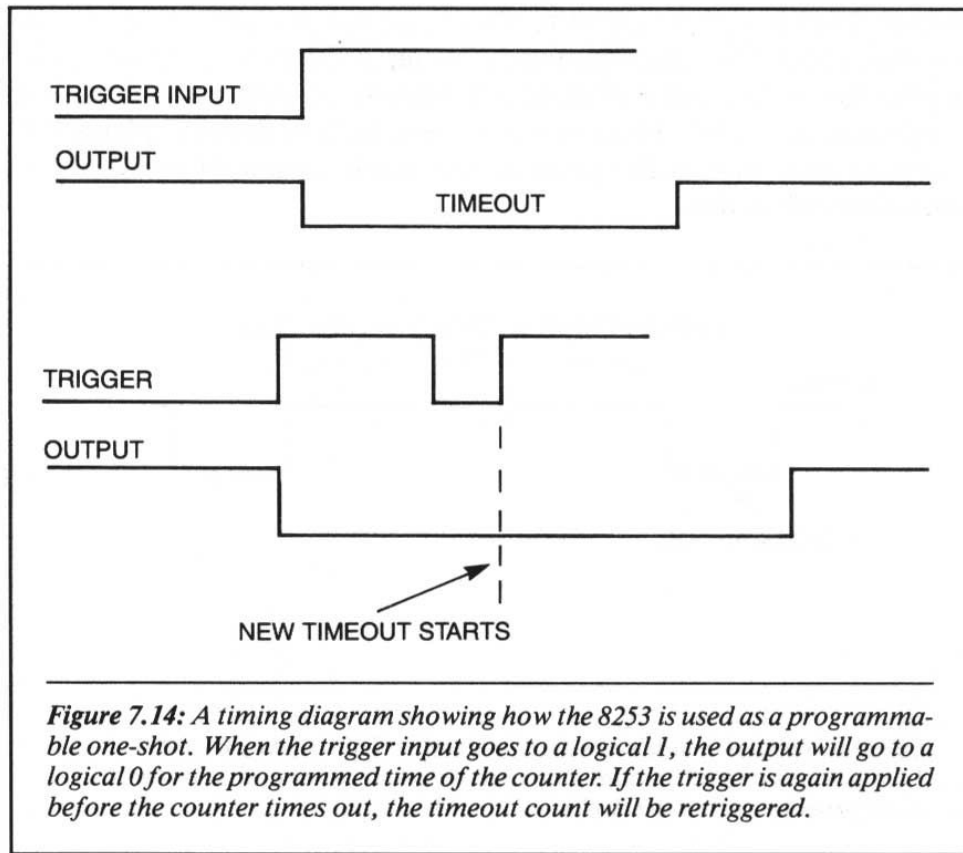 TRIGGER INPUT
OUTPUT
TIMEOUT
TRIGGER
OUTPUT
NEW TIMEOUT STARTS
Figure 7.14: A timing diagram showing how the 8253 is used as a programma-
ble one-shot. When the trigger input goes to a logical 1, the output will go to a
logical 0 for the programmed time of the counter. If the trigger is again applied
before the counter times out, the timeout count will be retriggered.